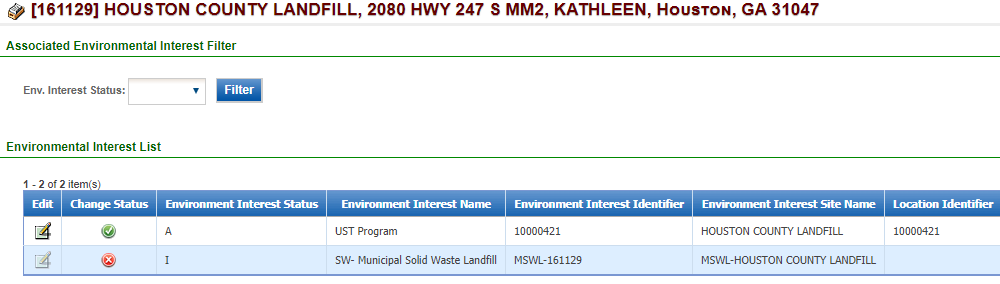 [161129] HOUSTON COUNTY LANDFILL, 2080 HWY 247 S MM2, KATHLEEN, HOUSTON, GA 31047
Associated Environmental Interest Filter
Env. Interest Status: Filter
Environmental Interest List
1 - 2 of 2 item(s)
Edit Change Status Environment Interest Status Environment Interest Name Environment Interest Identifier Environment Interest Site Name Location Identifier
A UST Program 10000421 HOUSTON COUNTY LANDFILL 10000421
I SW- Municipal Solid Waste Landfill MSWL-161129 MSWL-HOUSTON COUNTY LANDFILL